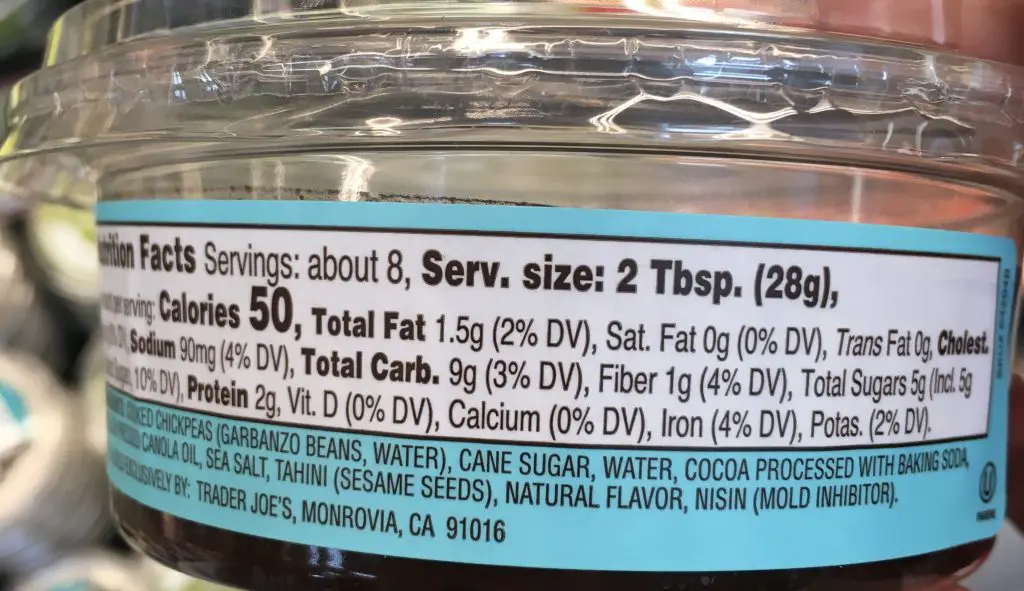 Nutrition Facts Servings: about 8, Serv. size: 2 Tbsp. (28g),
per serving: Calories 50, Total Fat 1.5g (2% DV), Sat. Fat 0g (0% DV), Trans Fat 0g, Cholest.
Sodium 90mg (4% DV), Total Carb. 9g (3% DV), Fiber 1g (4% DV), Total Sugars 5g (Incl. 5g
10% DV), Protein 2g, Vit. D (0% DV), Calcium (0% DV), Iron (4% DV), Potas. (2% DV).
COOKED CHICKPEAS (GARBANZO BEANS, WATER), CANE SUGAR, WATER, COCOA PROCESSED WITH BAKING SODA,
CANOLA OIL, SEA SALT, TAHINI (SESAME SEEDS), NATURAL FLAVOR, NISIN (MOLD INHIBITOR).
EXCLUSIVELY BY: TRADER JOE'S, MONROVIA, CA 91016